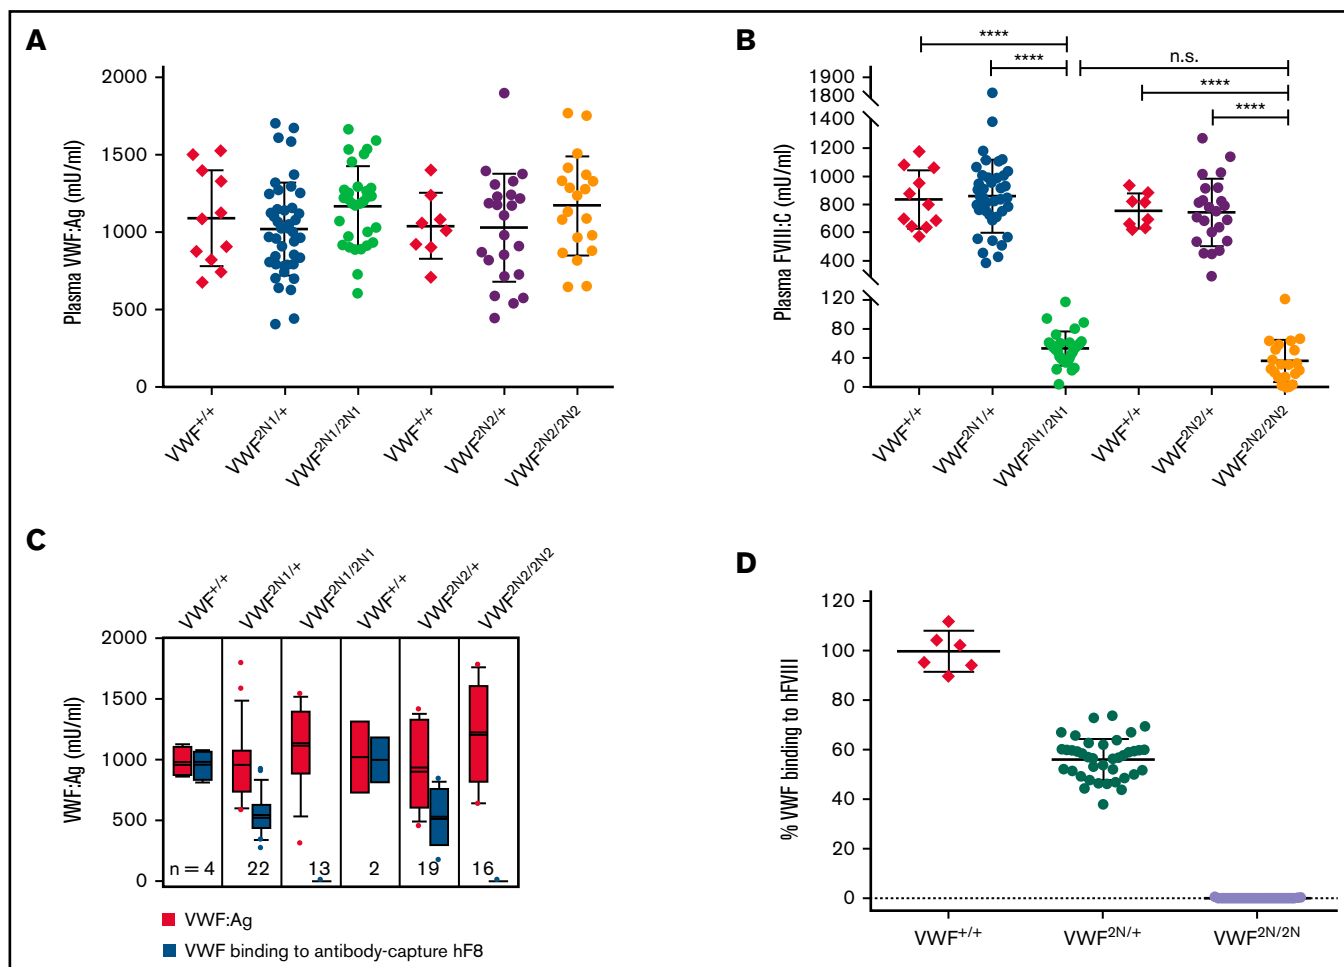 A
2000
1500
1000
500
0
Plasma VWF:Ag (mU/ml)
VWF+/+
VWF2N1/+
VWF2N1/2N1
VWF+/+
VWF2N2/+
VWF2N2/2N2
B
****
****
n.s.
****
****
1900
1800
1400
1200
1000
800
600
400
120
80
40
0
Plasma FVIII:C (mU/ml)
VWF+/+
VWF2N1/+
VWF2N1/2N1
VWF+/+
VWF2N2/+
VWF2N2/2N2
C
VWF+/+
VWF2N1/+
VWF2N1/2N1
VWF+/+
VWF2N2/+
VWF2N2/2N2
2000
1500
1000
500
0
VWF:Ag (mU/ml)
n = 4
22
13
2
19
16
VWF:Ag
VWF binding to antibody-capture hF8
D
120
100
80
60
40
20
0
% VWF binding to hFVIII
VWF+/+
VWF2N/+
VWF2N/2N